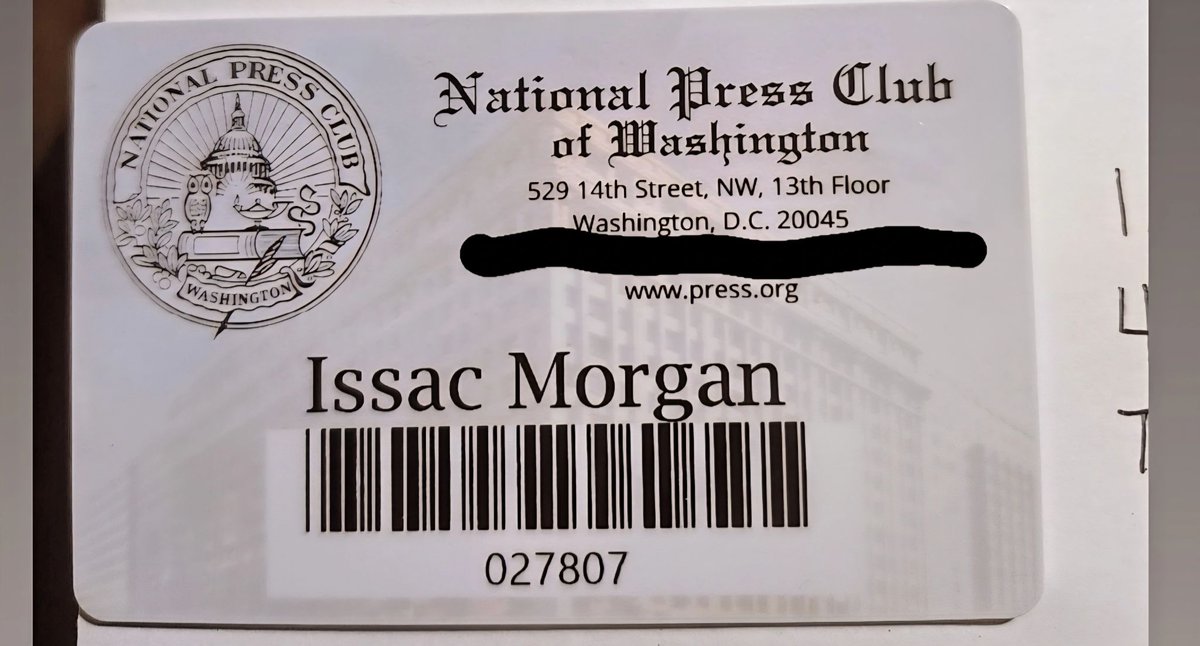 NATIONAL PRESS CLUB
WASHINGTON
National Press Club
of Washington
529 14th Street, NW, 13th Floor
Washington, D.C. 20045
www.press.org
Issac Morgan
027807